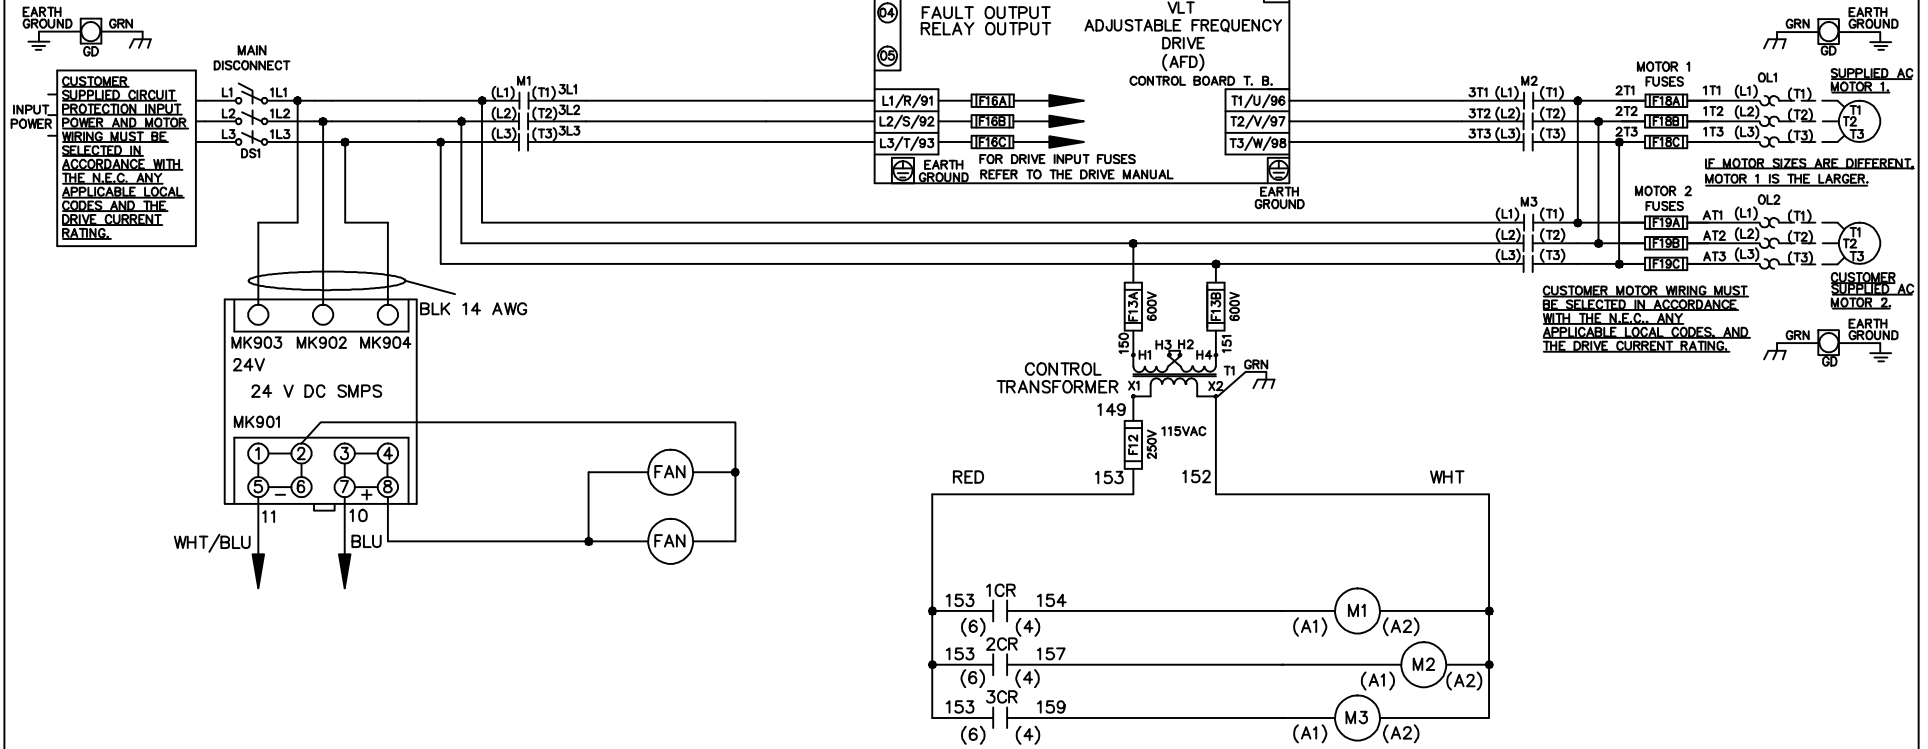 EARTH
GROUND
GRN
GD
04
FAULT OUTPUT
RELAY OUTPUT
05
VLT
ADJUSTABLE FREQUENCY
DRIVE
(AFD)
CONTROL BOARD T. B.
GRN
EARTH
GROUND
GD
MAIN
DISCONNECT
INPUT
POWER
CUSTOMER
SUPPLIED CIRCUIT
PROTECTION INPUT
POWER AND MOTOR
WIRING MUST BE
SELECTED IN
ACCORDANCE WITH
THE N.E.C. ANY
APPLICABLE LOCAL
CODES AND THE
DRIVE CURRENT
RATING.
L1 1L1
L2 1L2
L3 1L3
DS1
M1
(L1) (T1) 3L1
(L2) (T2) 3L2
(L3) (T3) 3L3
L1/R/91 F16A
L2/S/92 F16B
L3/T/93 F16C
EARTH
GROUND
FOR DRIVE INPUT FUSES
REFER TO THE DRIVE MANUAL
T1/U/96
T2/V/97
T3/W/98
EARTH
GROUND
M2
3T1 (L1) (T1)
3T2 (L2) (T2)
3T3 (L3) (T3)
MOTOR 1
FUSES
OL1
SUPPLIED AC
MOTOR 1.
2T1 F18A 1T1 (L1) (T1)
2T2 F18B 1T2 (L2) (T2)
2T3 F18C 1T3 (L3) (T3)
T1
T2
T3
IF MOTOR SIZES ARE DIFFERENT,
MOTOR 1 IS THE LARGER.
M3
(L1) (T1)
(L2) (T2)
(L3) (T3)
MOTOR 2
FUSES
OL2
F19A AT1 (L1) (T1)
F19B AT2 (L2) (T2)
F19C AT3 (L3) (T3)
T1
T2
T3
CUSTOMER
SUPPLIED AC
MOTOR 2.
CUSTOMER MOTOR WIRING MUST
BE SELECTED IN ACCORDANCE
WITH THE N.E.C., ANY
APPLICABLE LOCAL CODES, AND
THE DRIVE CURRENT RATING.
GRN
EARTH
GROUND
GD
BLK 14 AWG
MK903 MK902 MK904
24V
24 V DC SMPS
MK901
1 2 3 4
5 - 6 7 + 8
11
10
WHT/BLU
BLU
FAN
FAN
F13A
600V
F13B
600V
150
151
H1 H3 H2 H4
CONTROL
TRANSFORMER
T1
GRN
X1
X2
149
F12
250V
115VAC
RED
153
152
WHT
153 1CR 154
(6) (4)
M1
(A1) (A2)
153 2CR 157
(6) (4)
M2
(A1) (A2)
153 3CR 159
(6) (4)
M3
(A1) (A2)